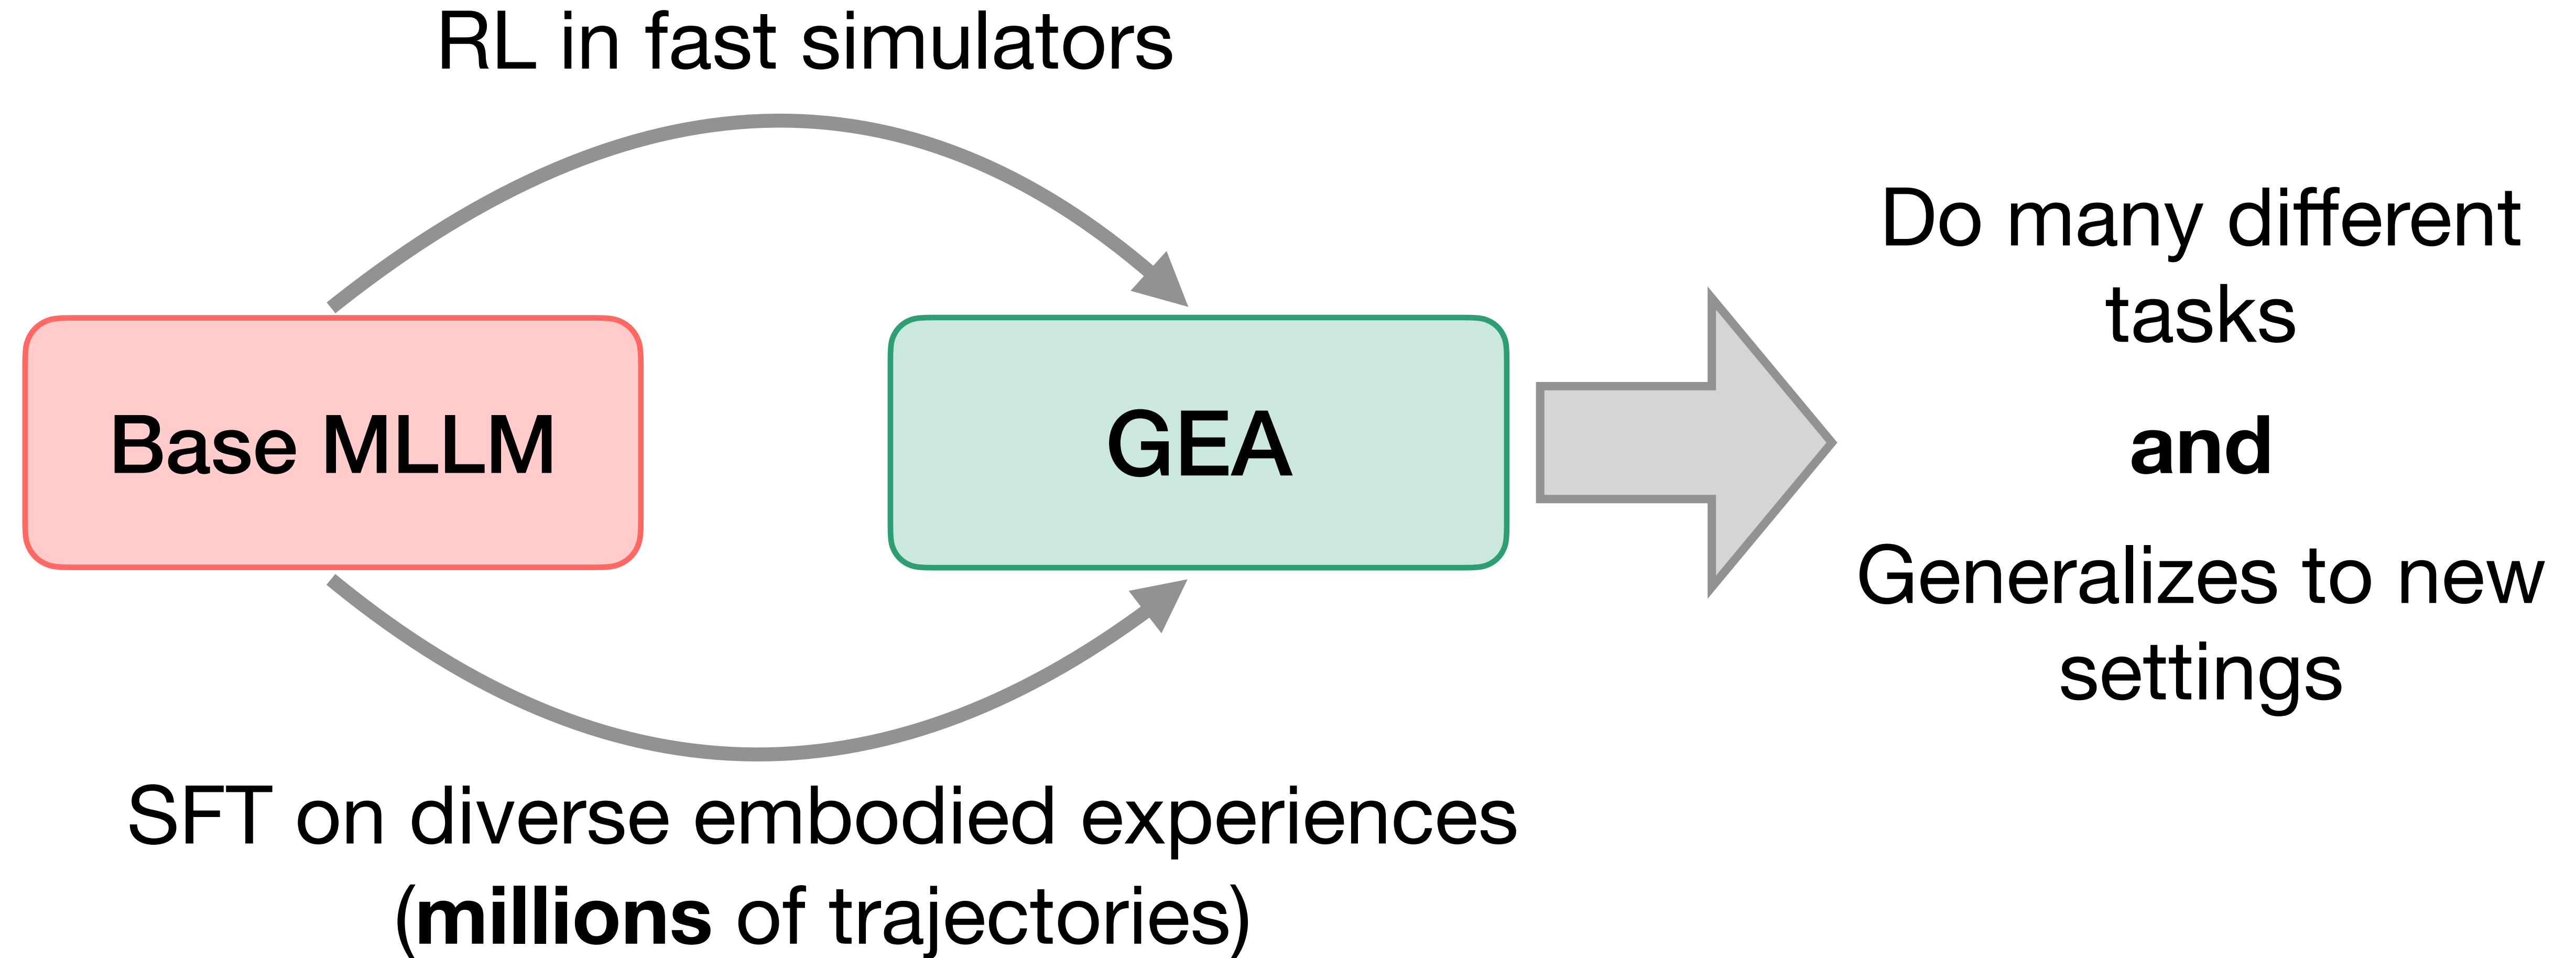 RL in fast simulators
Base MLLM
GEA
SFT on diverse embodied experiences
(millions of trajectories)
Do many different
tasks
and
Generalizes to new
settings